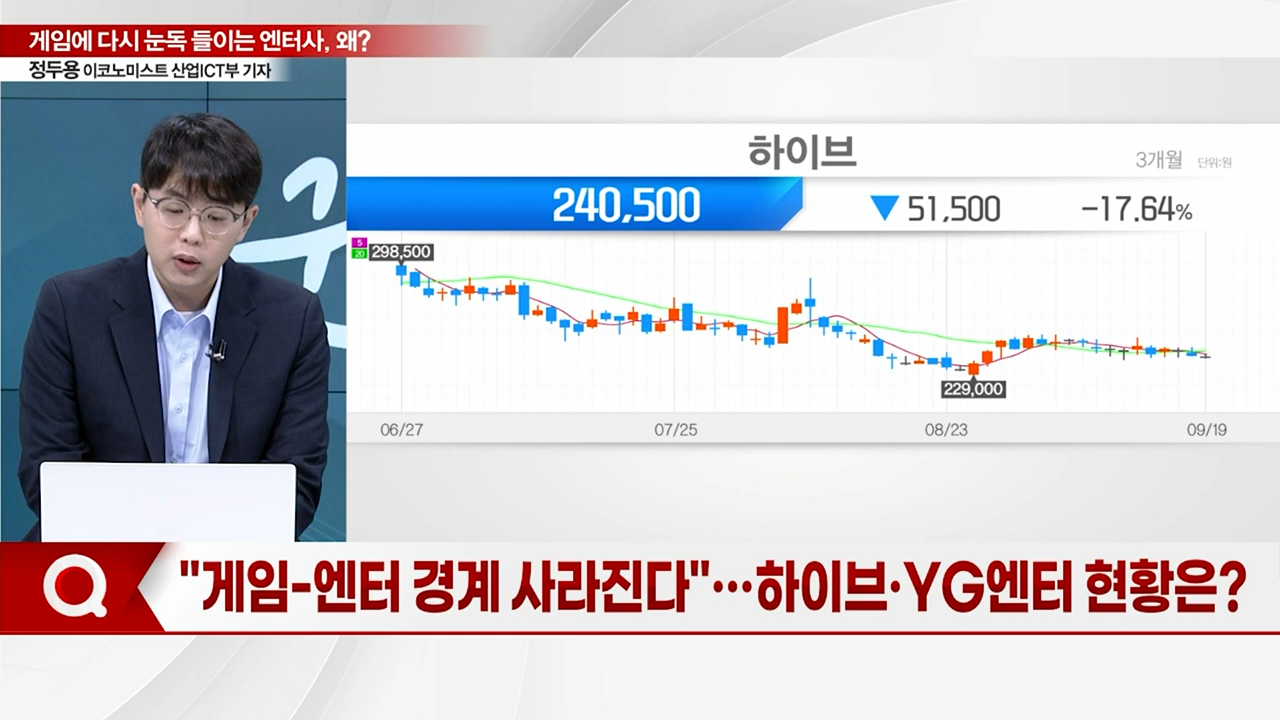 게임에 다시 눈독 들이는 엔터사, 왜?
정두용 이코노미스트 산업ICT부 기자
하이브
3개월 단위:원
240,500 ▼ 51,500 -17.64%
5
20
298,500
229,000
06/27 07/25 08/23 09/19
Q "게임-엔터 경계 사라진다"…하이브·YG엔터 현황은?